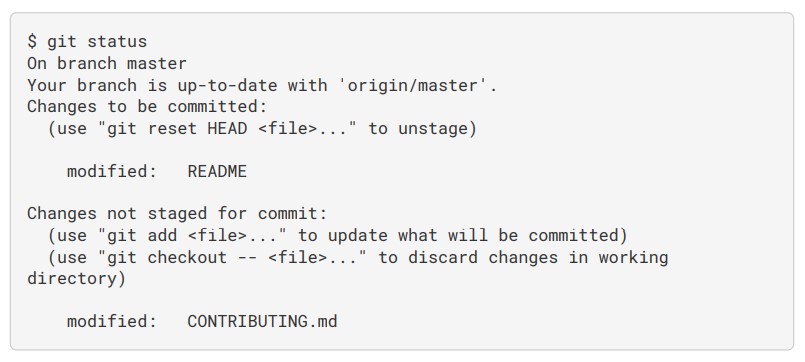 $ git status
On branch master
Your branch is up-to-date with 'origin/master'.
Changes to be committed:
  (use "git reset HEAD <file>..." to unstage)

    modified:   README

Changes not staged for commit:
  (use "git add <file>..." to update what will be committed)
  (use "git checkout -- <file>..." to discard changes in working
directory)

    modified:   CONTRIBUTING.md